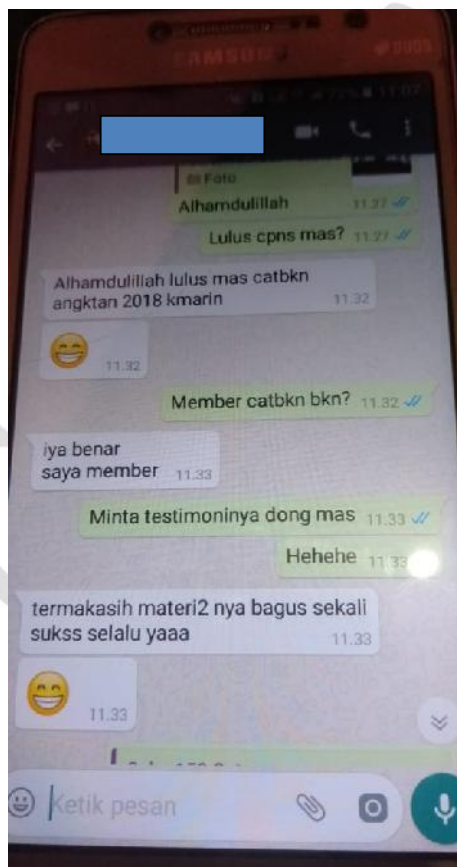 SAMSUNG
11:07
Foto
Alhamdulillah 11.27
Lulus cpns mas? 11.27
Alhamdulillah lulus mas catbkn
angktan 2018 kmarin 11.32
11.32
Member catbkn bkn? 11.32
iya benar
saya member 11.33
Minta testimoninya dong mas 11.33
Hehehe 11.33
termakasih materi2 nya bagus sekali
sukss selalu yaaa 11.33
11.33
Ketik pesan